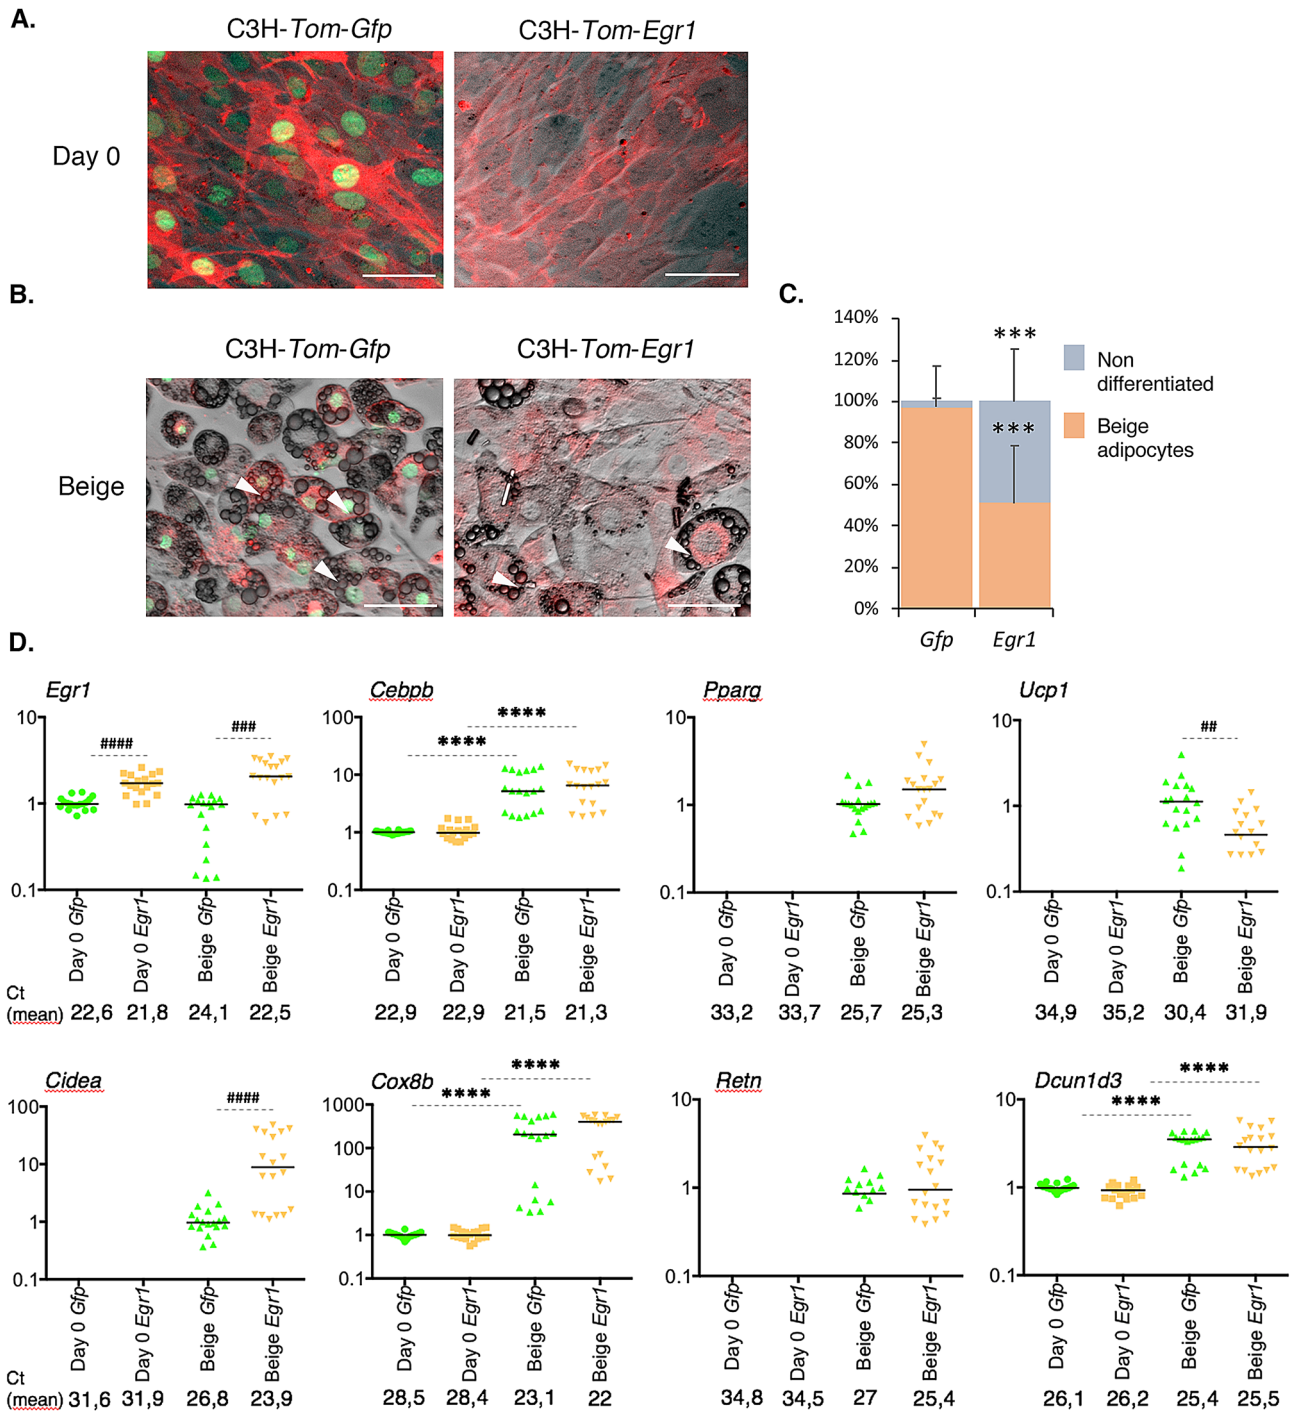 A.
C3H-Tom-Gfp
C3H-Tom-Egr1
Day 0
B.
C3H-Tom-Gfp
C3H-Tom-Egr1
Beige
C.
140%
120%
100%
80%
60%
40%
20%
0%
***
***
Gfp
Egr1
Non
differentiated
Beige
adipocytes
D.
Egr1
10
1
0.1
####
###
Day 0 Gfp
Day 0 Egr1
Beige Gfp
Beige Egr1
Cebpb
100
10
1
0.1
****
****
Day 0 Gfp
Day 0 Egr1
Beige Gfp
Beige Egr1
Pparg
10
1
0.1
Day 0 Gfp
Day 0 Egr1
Beige Gfp
Beige Egr1
Ucp1
10
1
0.1
##
Day 0 Gfp
Day 0 Egr1
Beige Gfp
Beige Egr1
Ct
(mean) 22,6 21,8 24,1 22,5 22,9 22,9 21,5 21,3 33,2 33,7 25,7 25,3 34,9 35,2 30,4 31,9
Cidea
100
10
1
0.1
####
Day 0 Gfp
Day 0 Egr1
Beige Gfp
Beige Egr1
Cox8b
1000
100
10
1
0.1
****
****
Day 0 Gfp
Day 0 Egr1
Beige Gfp
Beige Egr1
Retn
10
1
0.1
Day 0 Gfp
Day 0 Egr1
Beige Gfp
Beige Egr1
Dcun1d3
10
1
0.1
****
****
Day 0 Gfp
Day 0 Egr1
Beige Gfp
Beige Egr1
Ct
(mean) 31,6 31,9 26,8 23,9 28,5 28,4 23,1 22 34,8 34,5 27 25,4 26,1 26,2 25,4 25,5